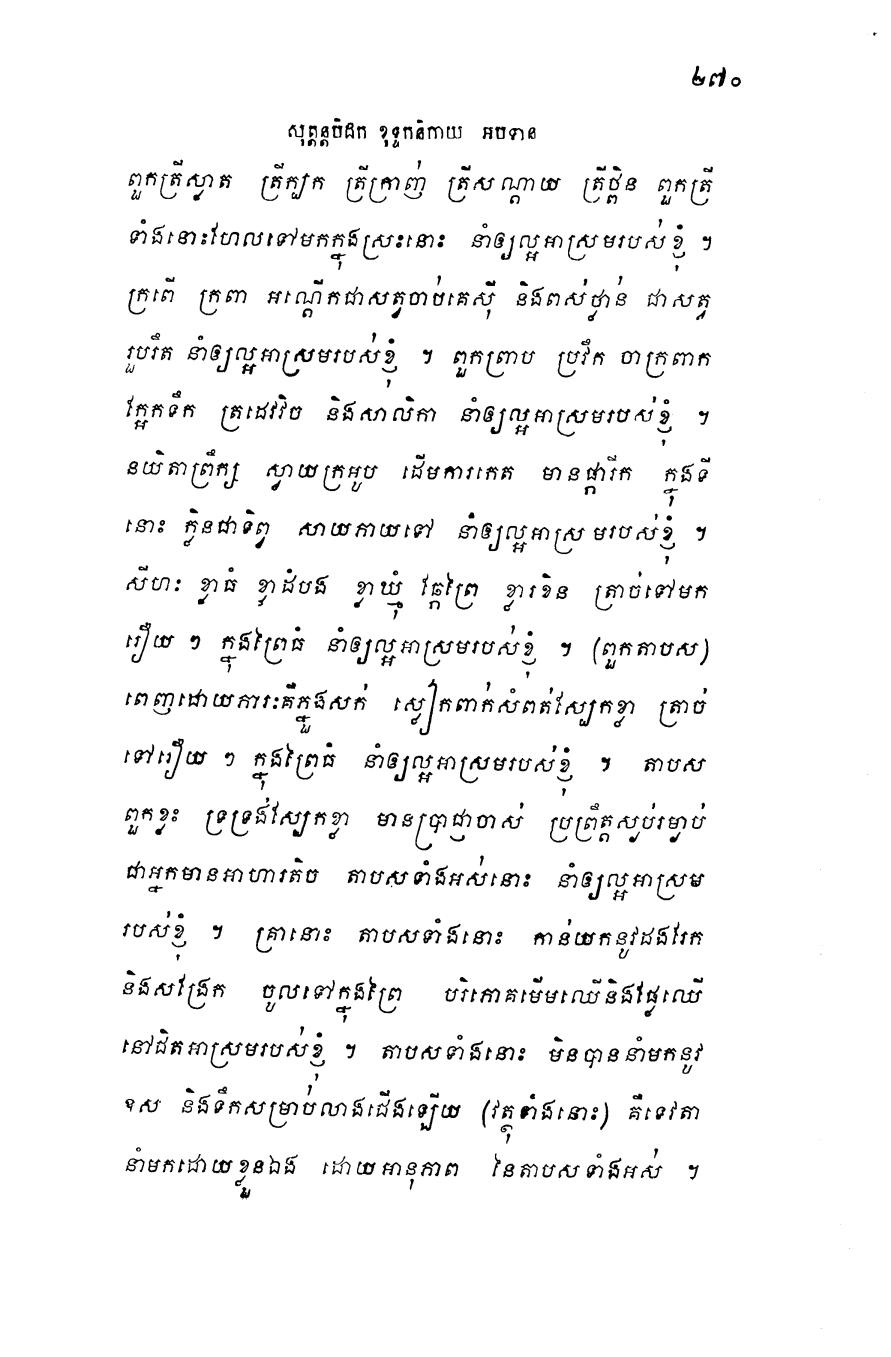 ២៧០
សុត្តន្តបិដក ខុទ្ទកនិកាយ អបទាន
ពួកត្រីស្វាត ត្រីក្បក ត្រីក្រាញ់ ត្រីសណ្តាយ ត្រីថ្ពិន ពួកត្រី
ទាំងនោះហែលទៅមកក្នុងស្រះនោះ នាំឲ្យល្អអាស្រមរបស់ខ្ញុំ ។
ក្រពើ ក្រពា អណ្តើកជាសត្វចាប់គេស៊ី និងពស់ថ្លាន់ ជាសត្វ
រួបរឹត នាំឲ្យល្អអាស្រមរបស់ខ្ញុំ ។ ពួកព្រាប ប្រវឹក ចាក្រពាក
ក្អែកទឹក ត្រដេវវិច និងសាលិកា នាំឲ្យល្អអាស្រមរបស់ខ្ញុំ ។
នយិតាព្រឹក្ស ស្វាយក្រអូប ដើមការកេត មានផ្ការីក ក្នុងទី
នោះ ក្លិនជាទិព្វ សាយភាយទៅ នាំឲ្យល្អអាស្រមរបស់ខ្ញុំ ។
សីហៈ ខ្លាធំ ខ្លាដំបង ខ្លាឃ្មុំ ឆ្កែព្រៃ ខ្លារខិន ត្រាច់ទៅមក
រឿយ ៗ ក្នុងព្រៃធំ នាំឲ្យល្អអាស្រមរបស់ខ្ញុំ ។ (ពួកតាបស)
ពេញដោយភារៈគឺក្នួងសក់ ស្លៀកពាក់សំពត់ស្បែកខ្លា ត្រាច់
ទៅរឿយ ៗ ក្នុងព្រៃធំ នាំឲ្យល្អអាស្រមរបស់ខ្ញុំ ។ តាបស
ពួកខ្លះ ទ្រទ្រង់ស្បែកខ្លា មានប្រាជ្ញាចាស់ ប្រព្រឹត្តស្ងប់រម្ងាប់
ជាអ្នកមានអាហារតិច តាបសទាំងអស់នោះ នាំឲ្យល្អអាស្រម
របស់ខ្ញុំ ។ គ្រានោះ តាបសទាំងនោះ កាន់យកនូវដងរែក
និងសង្រែក ចូលទៅក្នុងព្រៃ បរិភោគមើមឈើនិងផ្លែឈើ
នៅជិតអាស្រមរបស់ខ្ញុំ ។ តាបសទាំងនោះ មិនបាននាំមកនូវ
ឧស និងទឹកសម្រាប់លាងជើងឡើយ (វត្ថុទាំងនោះ) គឺទេវតា
នាំមកដោយខ្លួនឯង ដោយអានុភាព នៃតាបសទាំងអស់ ។